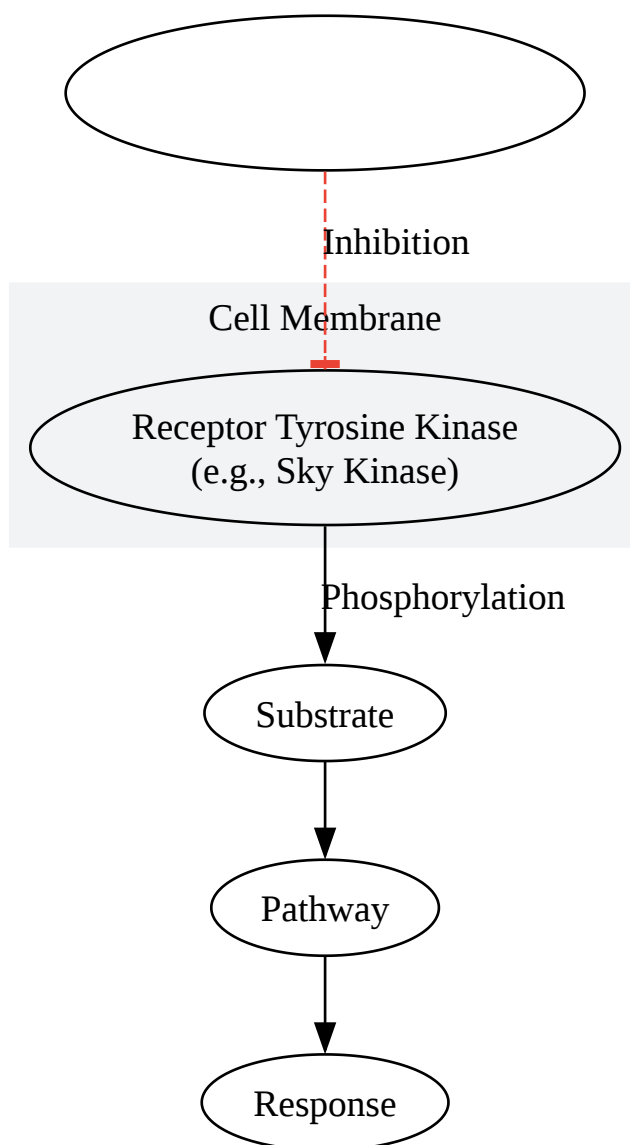 Inhibition
Cell Membrane
Receptor Tyrosine Kinase
(e.g., Sky Kinase)
Phosphorylation
Substrate
Pathway
Response